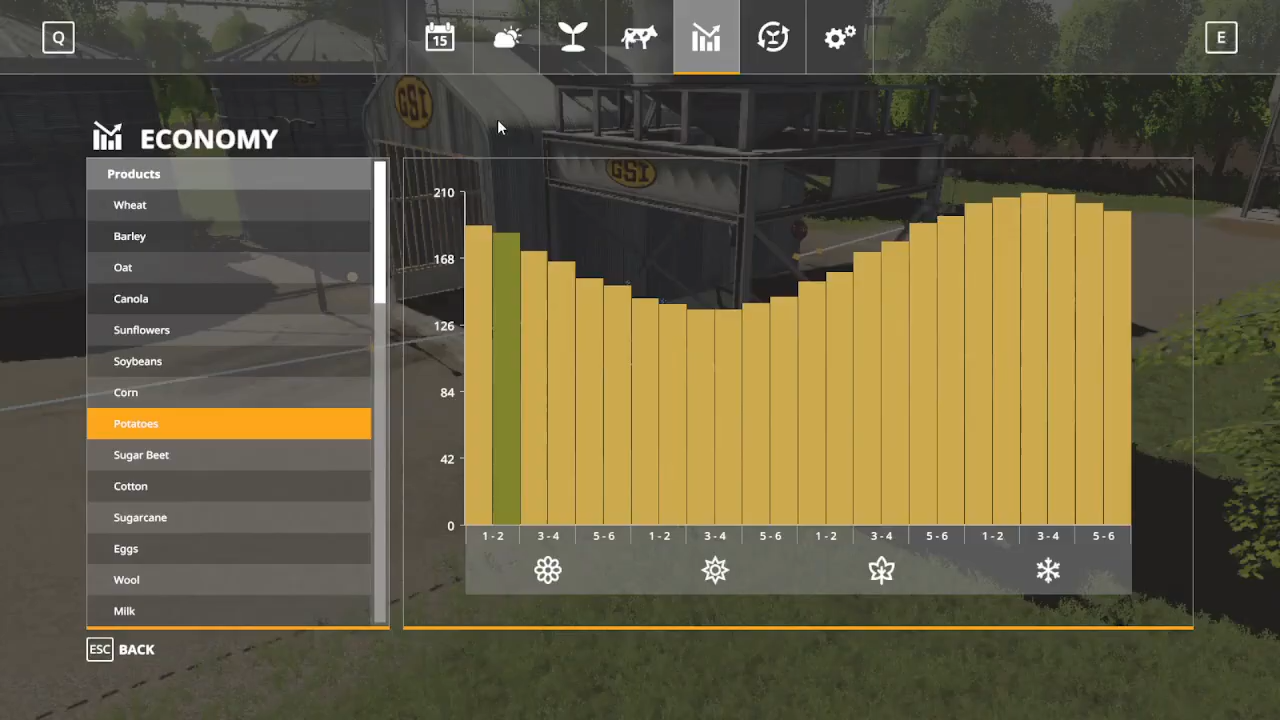 Q
15
E
GSI
GSI
ECONOMY
Products
Wheat
Barley
Oat
Canola
Sunflowers
Soybeans
Corn
Potatoes
Sugar Beet
Cotton
Sugarcane
Eggs
Wool
Milk
210
168
126
84
42
0
1 - 2 3 - 4 5 - 6 1 - 2 3 - 4 5 - 6 1 - 2 3 - 4 5 - 6 1 - 2 3 - 4 5 - 6
ESC BACK